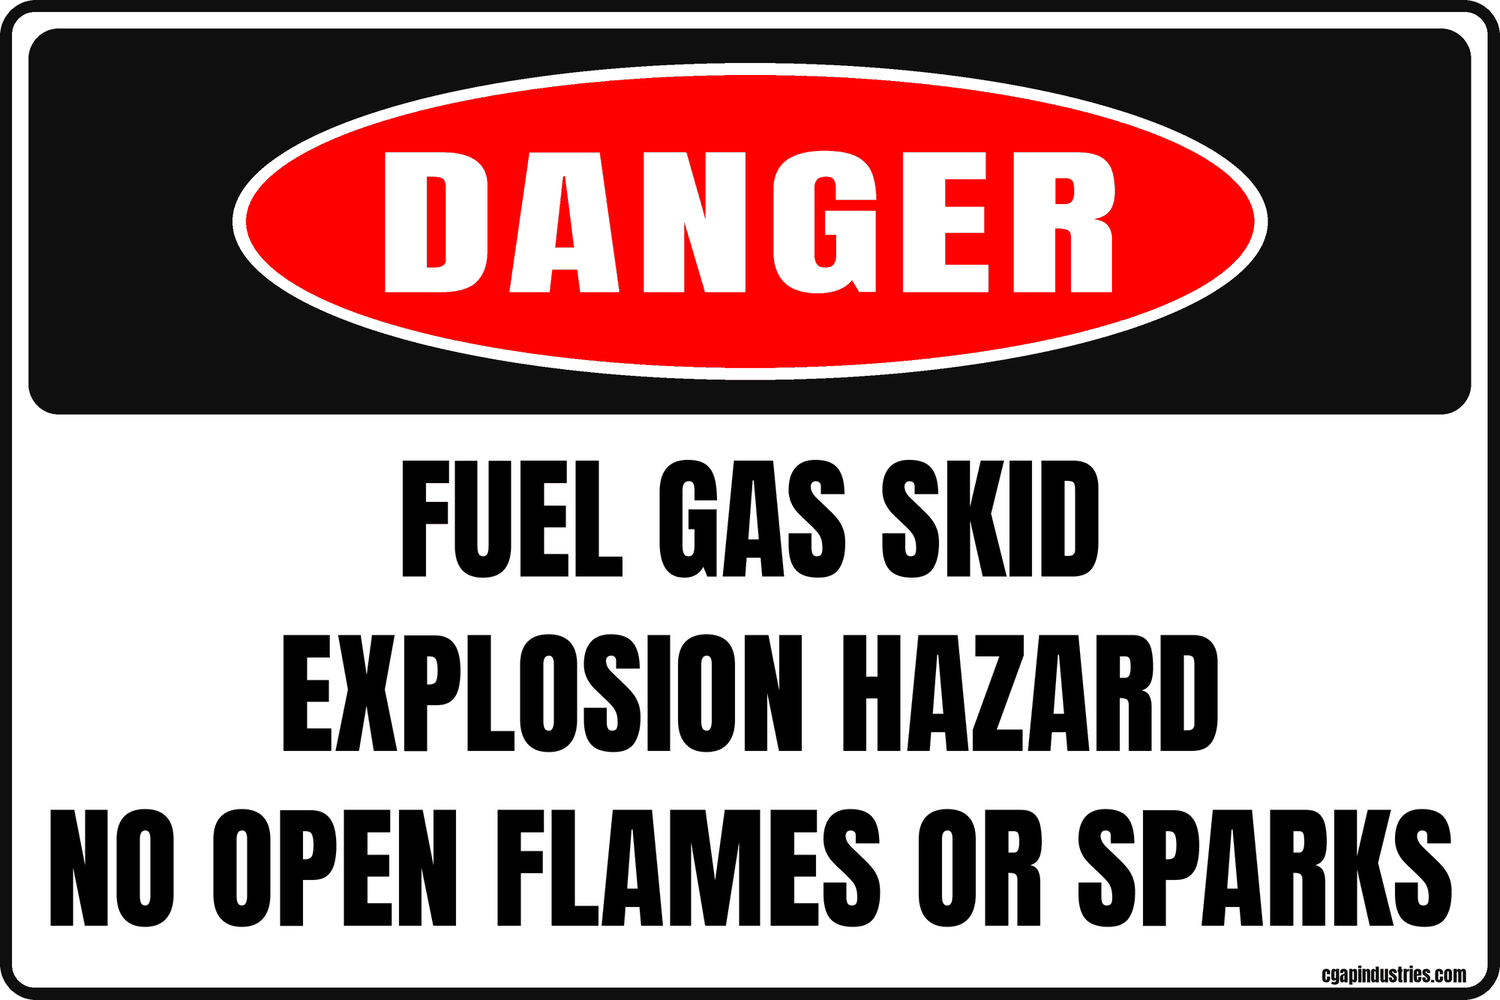 DANGER
FUEL GAS SKID
EXPLOSION HAZARD
NO OPEN FLAMES OR SPARKS
cgapindustries.com